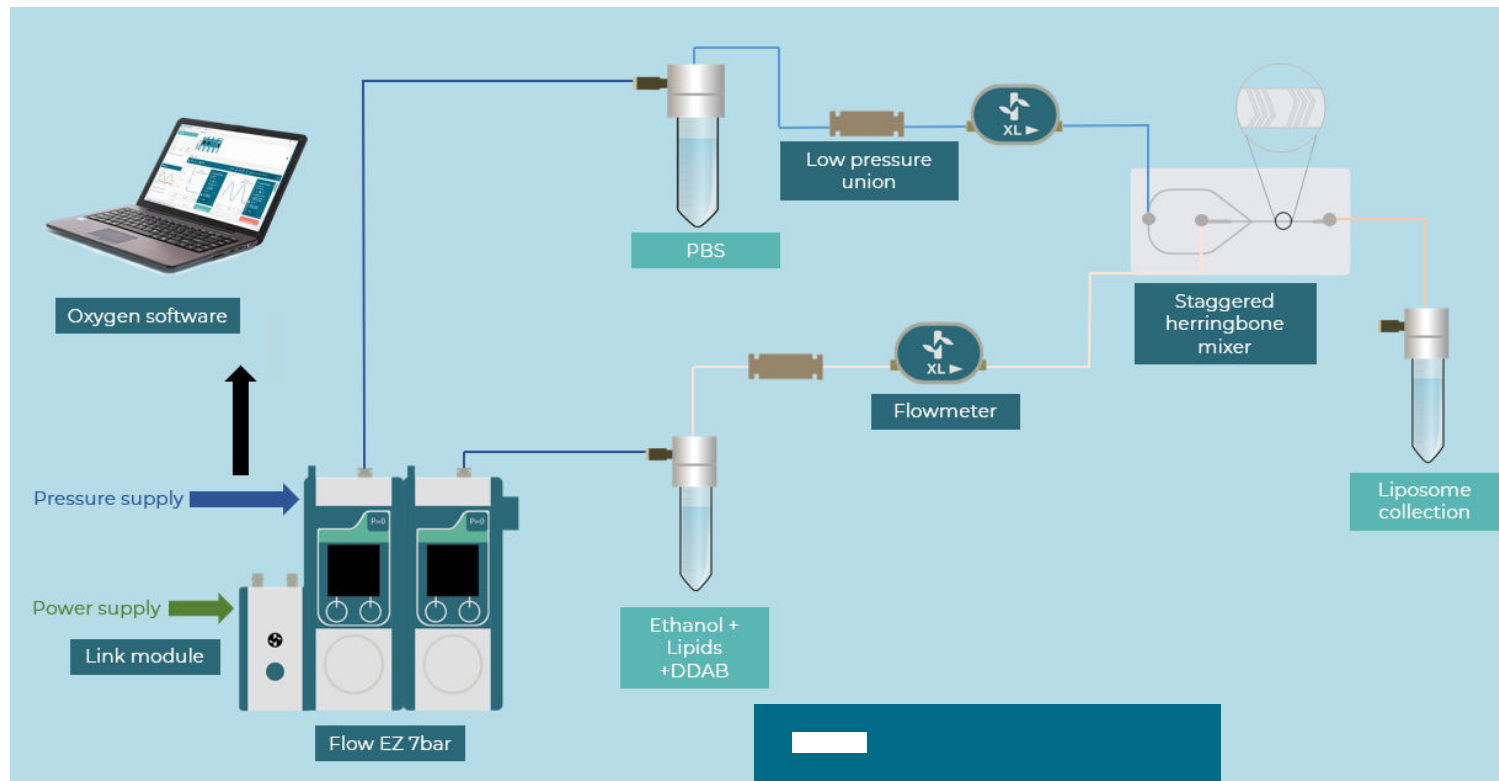 XL
Low pressure
union
PBS
Staggered
herringbone
mixer
Oxygen software
XL
Flowmeter
Pressure supply
P=0
P=0
Liposome
collection
Power supply
Link module
Ethanol +
Lipids
+DDAB
Flow EZ 7bar